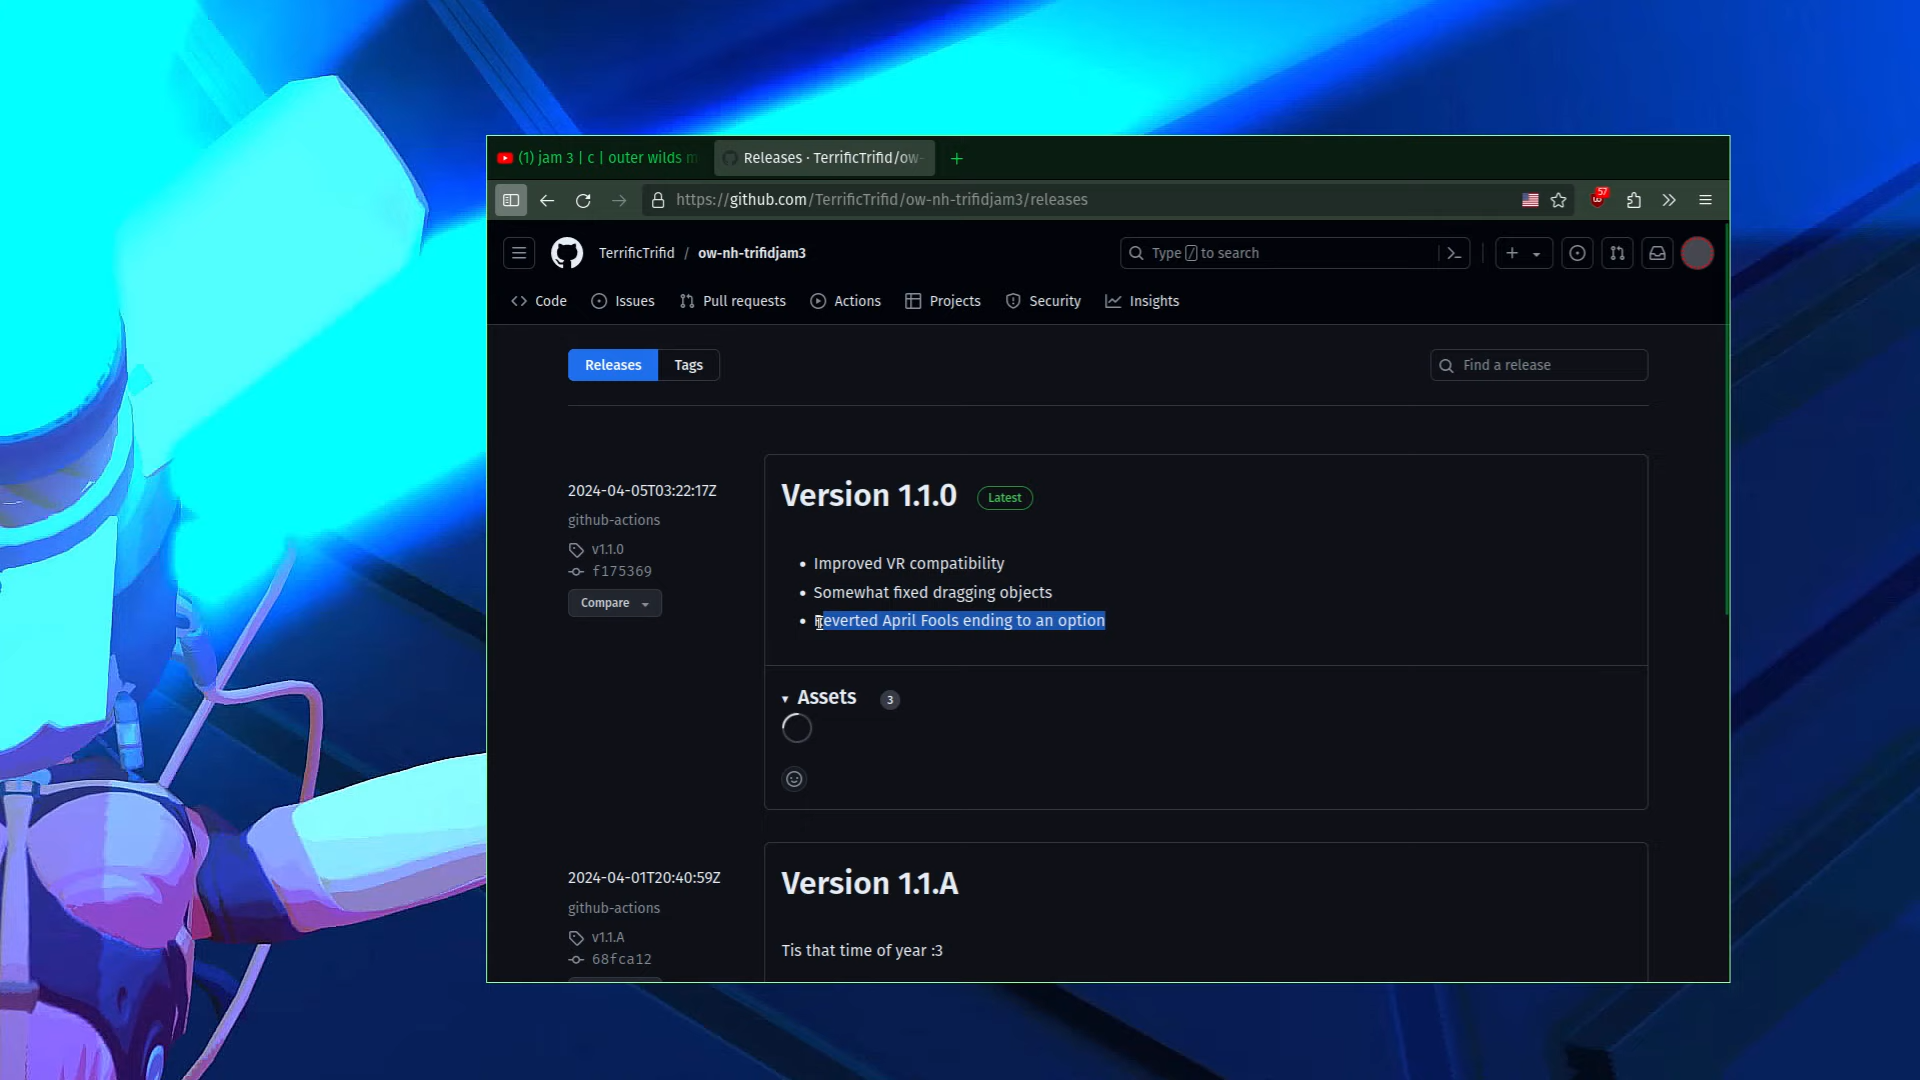 (1) jam 3 | c | outer wilds m
Releases · TerrificTrifid/ow-
https://github.com/TerrificTrifid/ow-nh-trifidjam3/releases
57
TerrificTrifid / ow-nh-trifidjam3
Type / to search
Code
Issues
Pull requests
Actions
Projects
Security
Insights
Releases
Tags
Find a release
2024-04-05T03:22:17Z
github-actions
v1.1.0
f175369
Compare
Version 1.1.0
Latest
Improved VR compatibility
Somewhat fixed dragging objects
Reverted April Fools ending to an option
Assets 3
2024-04-01T20:40:59Z
github-actions
v1.1.A
68fca12
Version 1.1.A
Tis that time of year :3